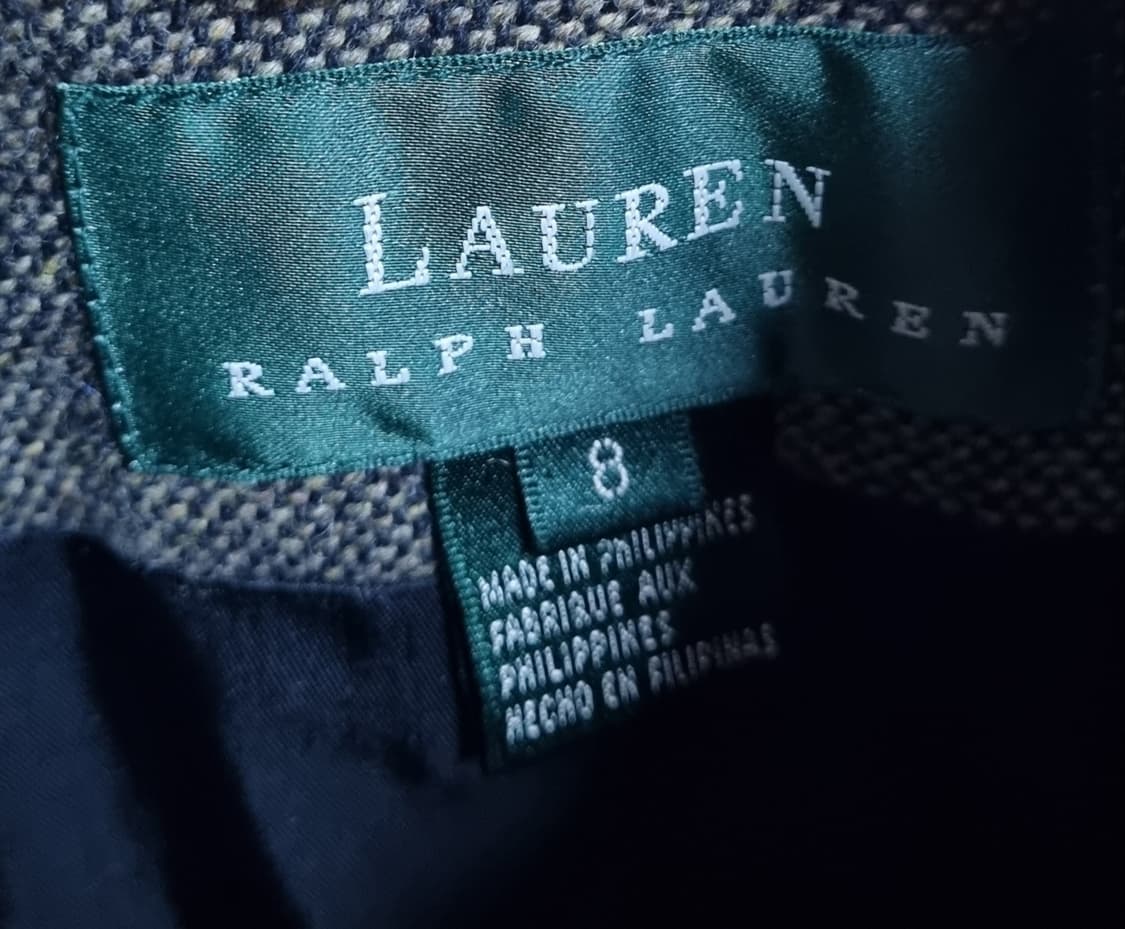 LAUREN
RALPH LAUREN
8
MADE IN PHILIPPINES
FABRIQUE AUX
PHILIPPINES
HECHO EN FILIPINAS